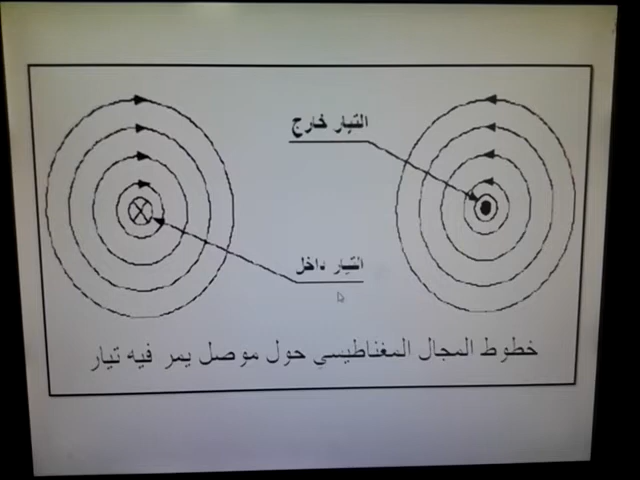 التيار خارج
التيار داخل
خطوط المجال المغناطيسي حول موصل يمر فيه تيار